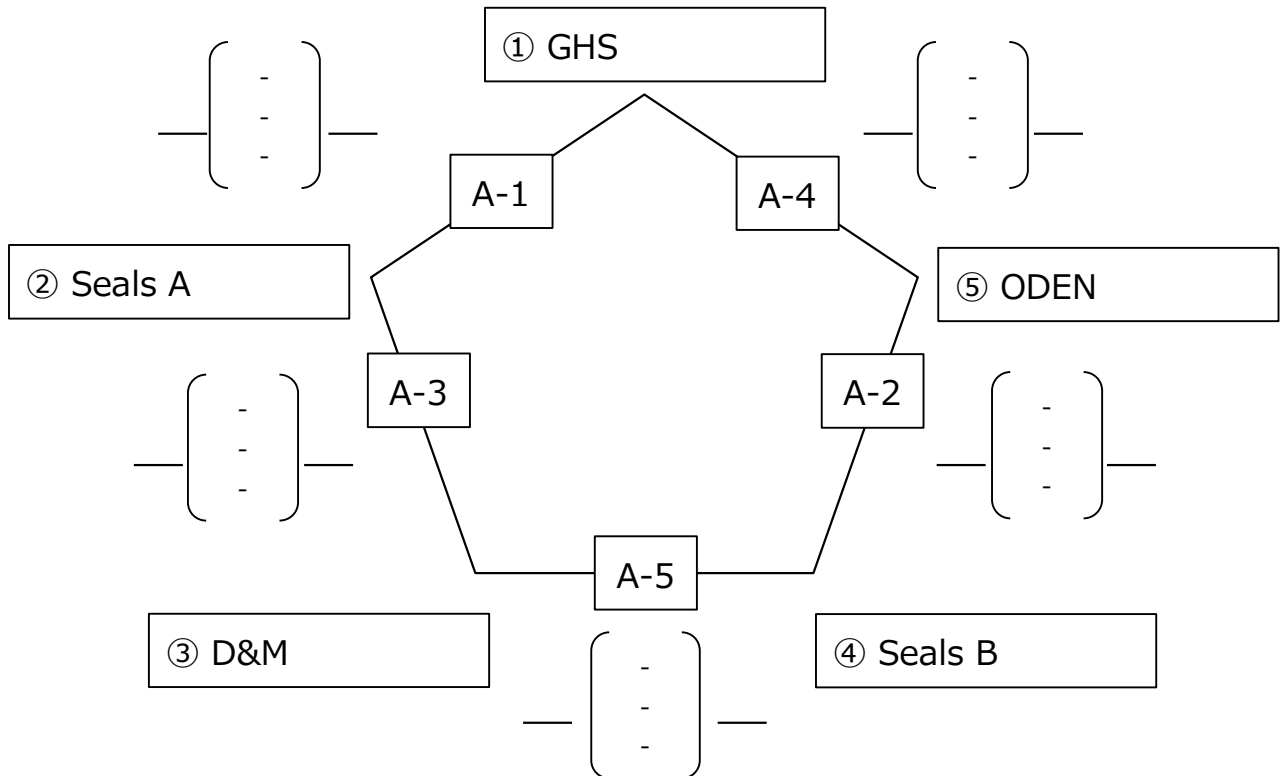 ① GHS
-
-
-
-
-
-
A-1
A-4
② Seals A
⑤ ODEN
A-3
A-2
-
-
-
-
-
-
A-5
③ D&M
④ Seals B
-
-
-